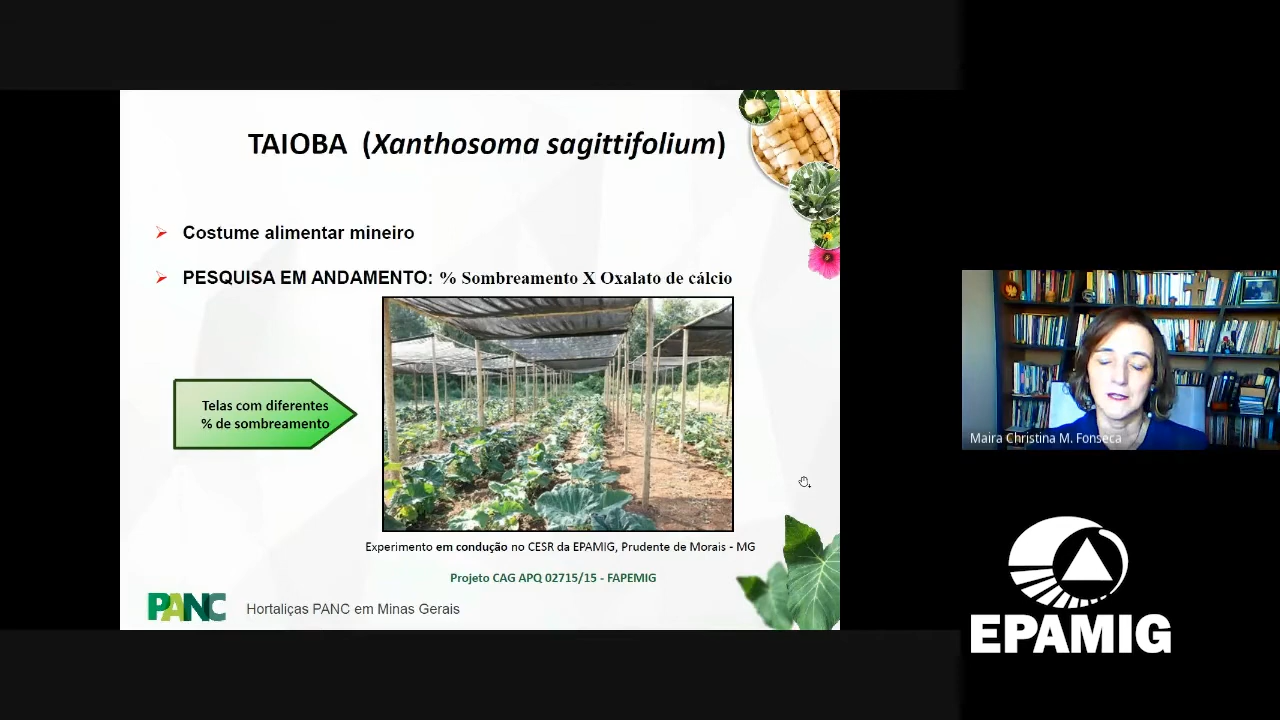 TAIOBA (Xanthosoma sagittifolium)
Costume alimentar mineiro
PESQUISA EM ANDAMENTO: % Sombreamento X Oxalato de cálcio
Telas com diferentes
% de sombreamento
Experimento em condução no CESR da EPAMIG, Prudente de Morais - MG
Projeto CAG APQ 02715/15 - FAPEMIG
PANC Hortaliças PANC em Minas Gerais
Maira Christina M. Fonseca
EPAMIG